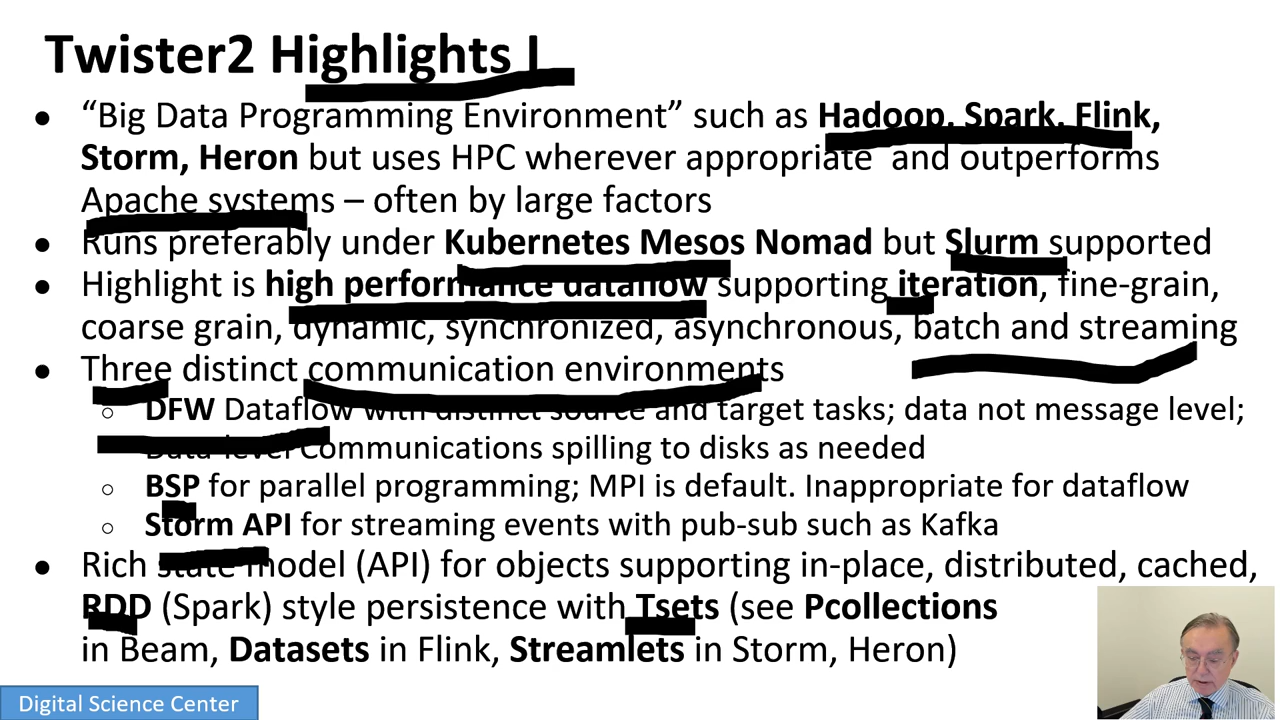 Twister2 Highlights I
● “Big Data Programming Environment” such as Hadoop, Spark, Flink,
Storm, Heron but uses HPC wherever appropriate and outperforms
Apache systems – often by large factors
● Runs preferably under Kubernetes Mesos Nomad but Slurm supported
● Highlight is high performance dataflow supporting iteration, fine-grain,
coarse grain, dynamic, synchronized, asynchronous, batch and streaming
● Three distinct communication environments
○ DFW Dataflow with distinct source and target tasks; data not message level;
Data-level Communications spilling to disks as needed
○ BSP for parallel programming; MPI is default. Inappropriate for dataflow
○ Storm API for streaming events with pub-sub such as Kafka
● Rich state model (API) for objects supporting in-place, distributed, cached,
RDD (Spark) style persistence with Tsets (see Pcollections
in Beam, Datasets in Flink, Streamlets in Storm, Heron)
Digital Science Center